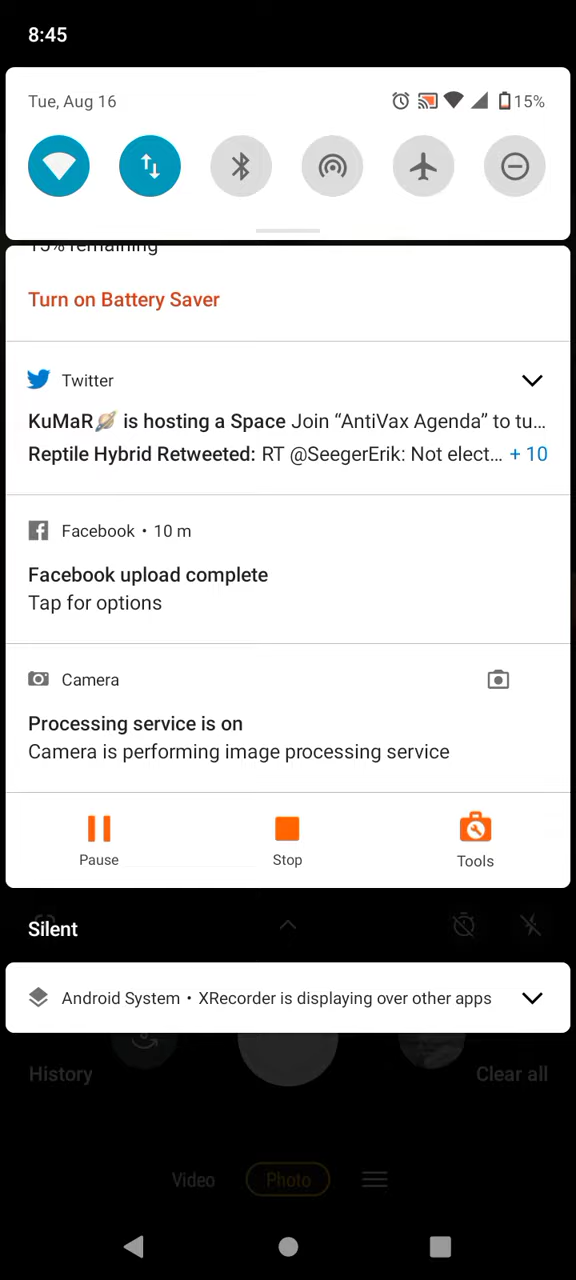 8:45
Tue, Aug 16
15%
15% remaining
Turn on Battery Saver
Twitter
KuMaR🪐 is hosting a Space Join “AntiVax Agenda” to tu…
Reptile Hybrid Retweeted: RT @SeegerErik: Not elect… + 10
Facebook • 10 m
Facebook upload complete
Tap for options
Camera
Processing service is on
Camera is performing image processing service
Pause
Stop
Tools
Silent
Android System • XRecorder is displaying over other apps
History
Clear all
Video
Photo